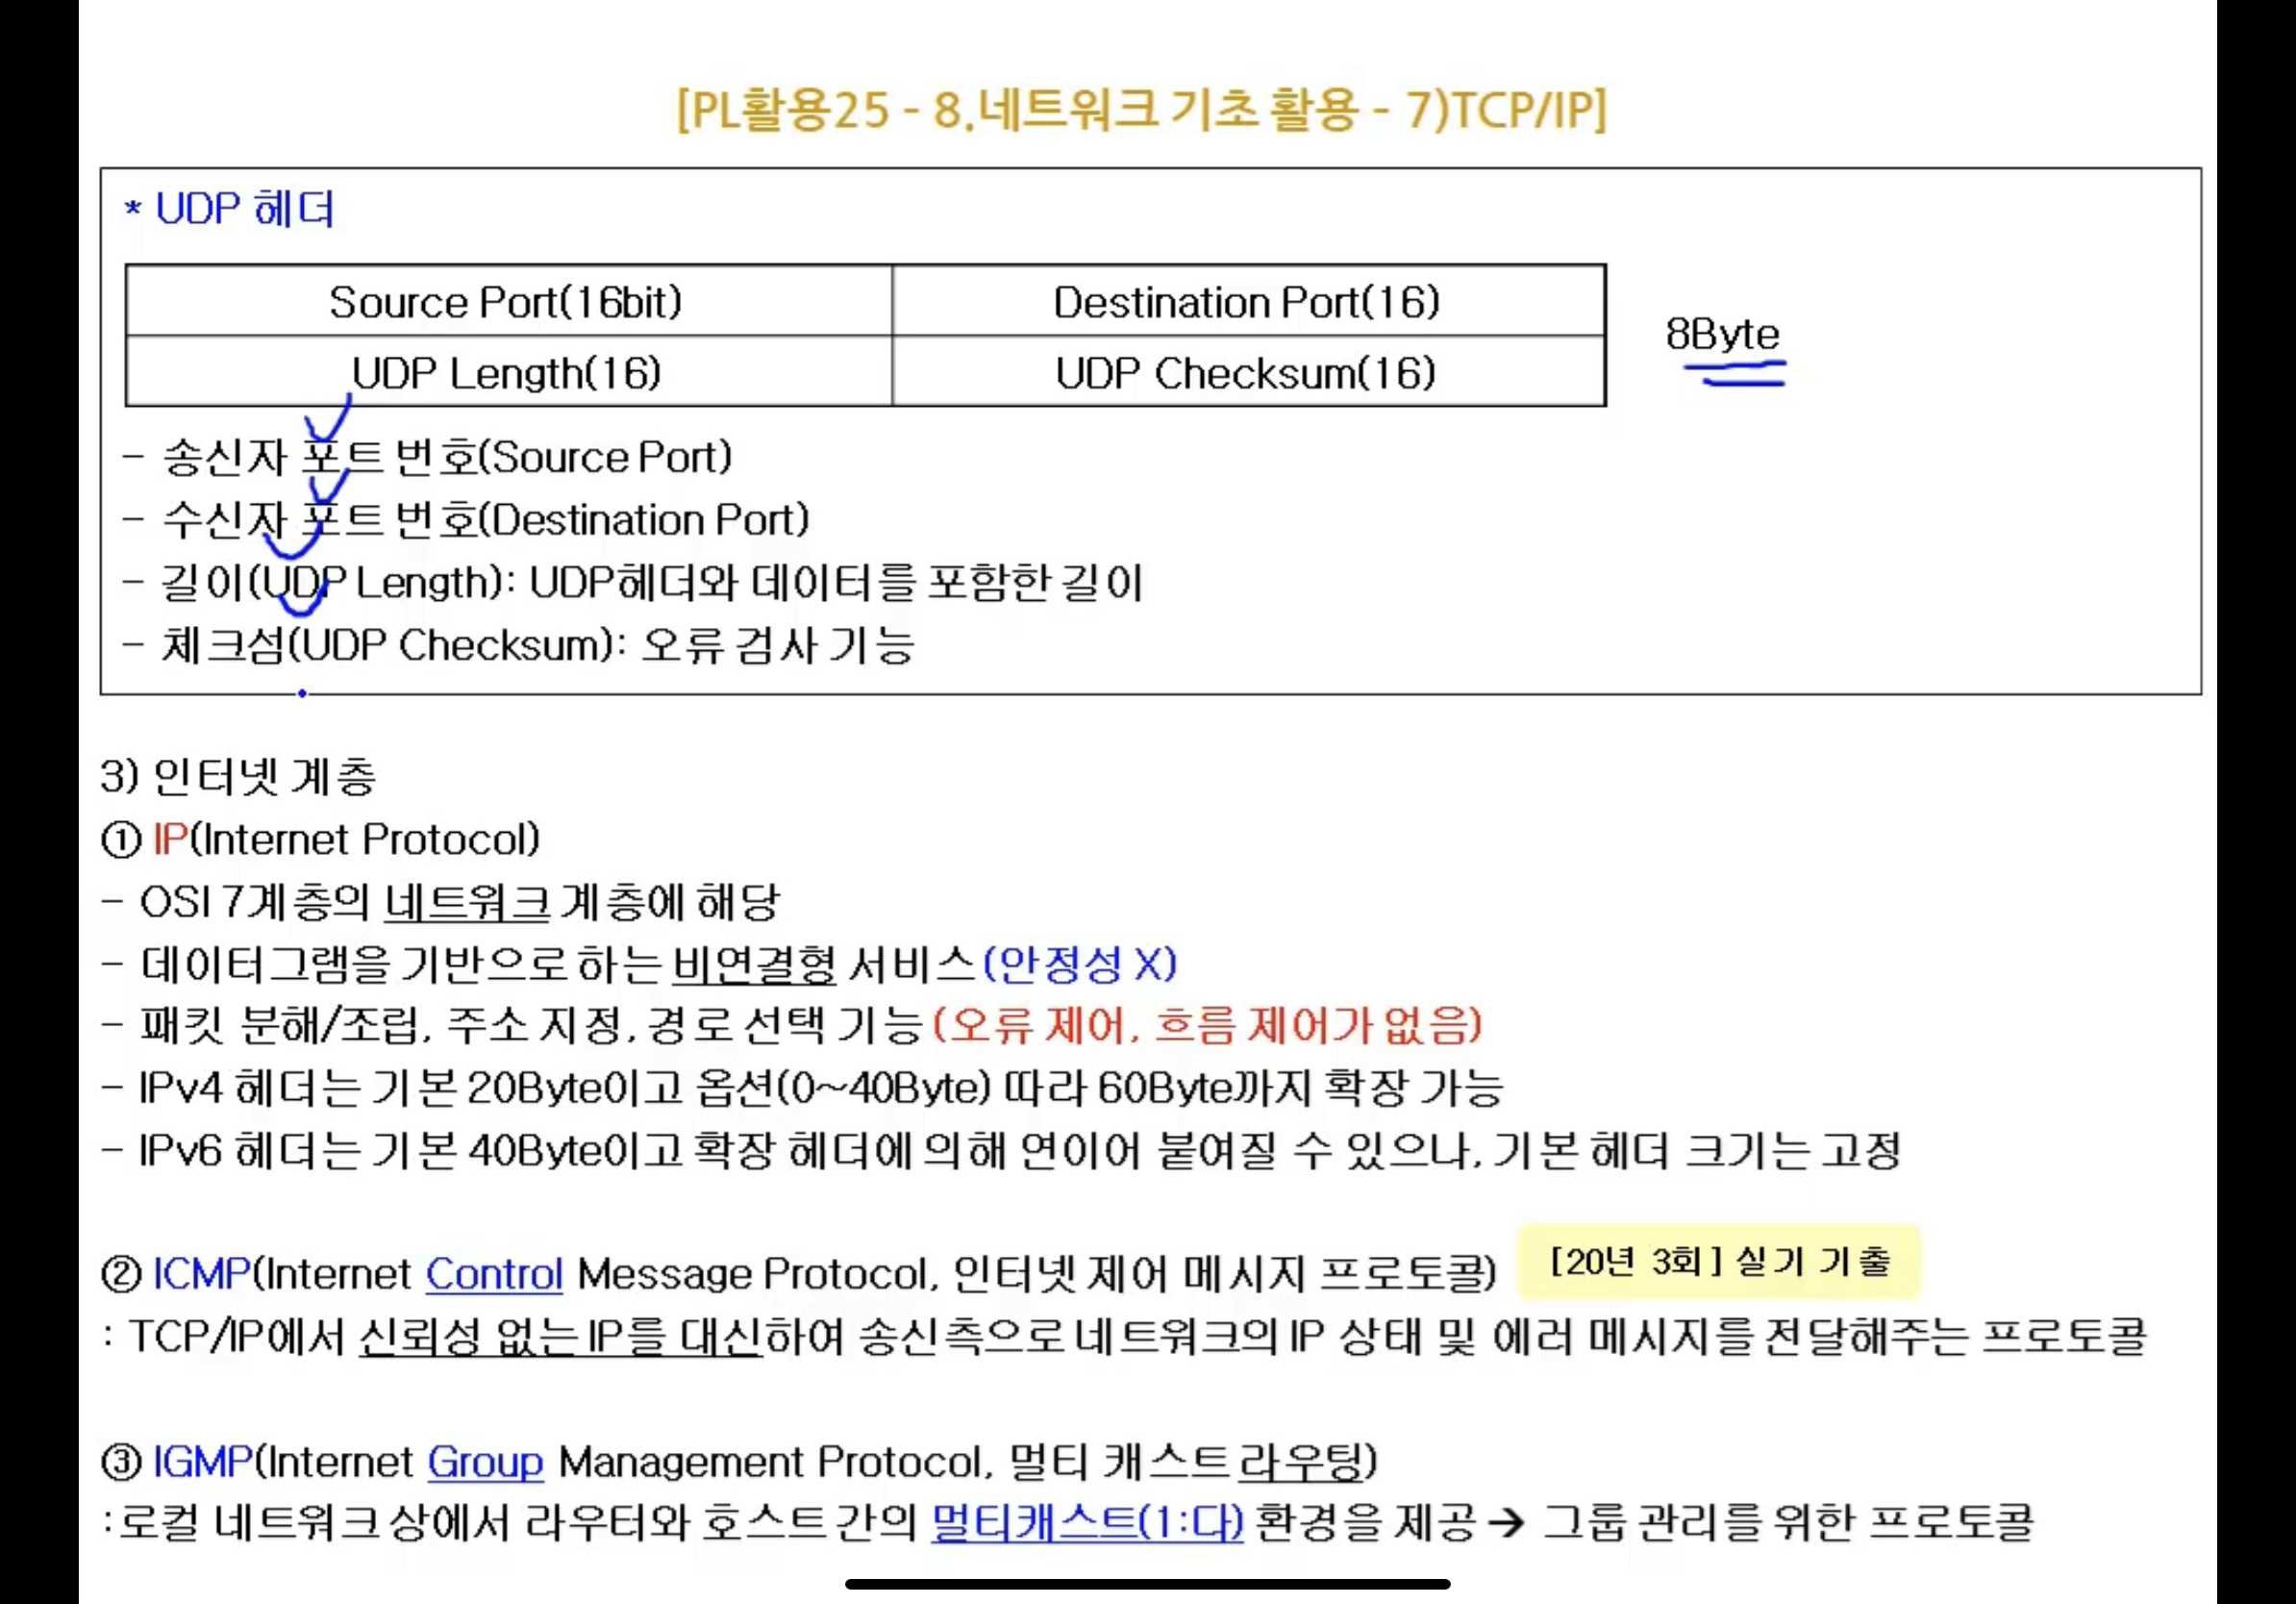 [PL활용25 - 8.네트워크 기초 활용 - 7)TCP/IP]
* UDP 헤더
Source Port(16bit) Destination Port(16)
8Byte
UDP Length(16) UDP Checksum(16)
- 송신자 포트 번호(Source Port)
- 수신자 포트 번호(Destination Port)
- 길이(UDP Length): UDP헤더와 데이터를 포함한 길이
- 체크섬(UDP Checksum): 오류 검사 기능
3) 인터넷 계층
① IP(Internet Protocol)
- OSI 7계층의 네트워크 계층에 해당
- 데이터그램을 기반으로 하는 비연결형 서비스(안정성 X)
- 패킷 분해/조립, 주소 지정, 경로 선택 기능(오류 제어, 흐름 제어가 없음)
- IPv4 헤더는 기본 20Byte이고 옵션(0~40Byte) 따라 60Byte까지 확장 가능
- IPv6 헤더는 기본 40Byte이고 확장 헤더에 의해 연이어 붙여질 수 있으나, 기본 헤더 크기는 고정
② ICMP(Internet Control Message Protocol, 인터넷 제어 메시지 프로토콜) [20년 3회] 실기 기출
: TCP/IP에서 신뢰성 없는 IP를 대신하여 송신측으로 네트워크의 IP 상태 및 에러 메시지를 전달해주는 프로토콜
③ IGMP(Internet Group Management Protocol, 멀티 캐스트 라우팅)
:로컬 네트워크 상에서 라우터와 호스트 간의 멀티캐스트(1:다) 환경을 제공 → 그룹 관리를 위한 프로토콜